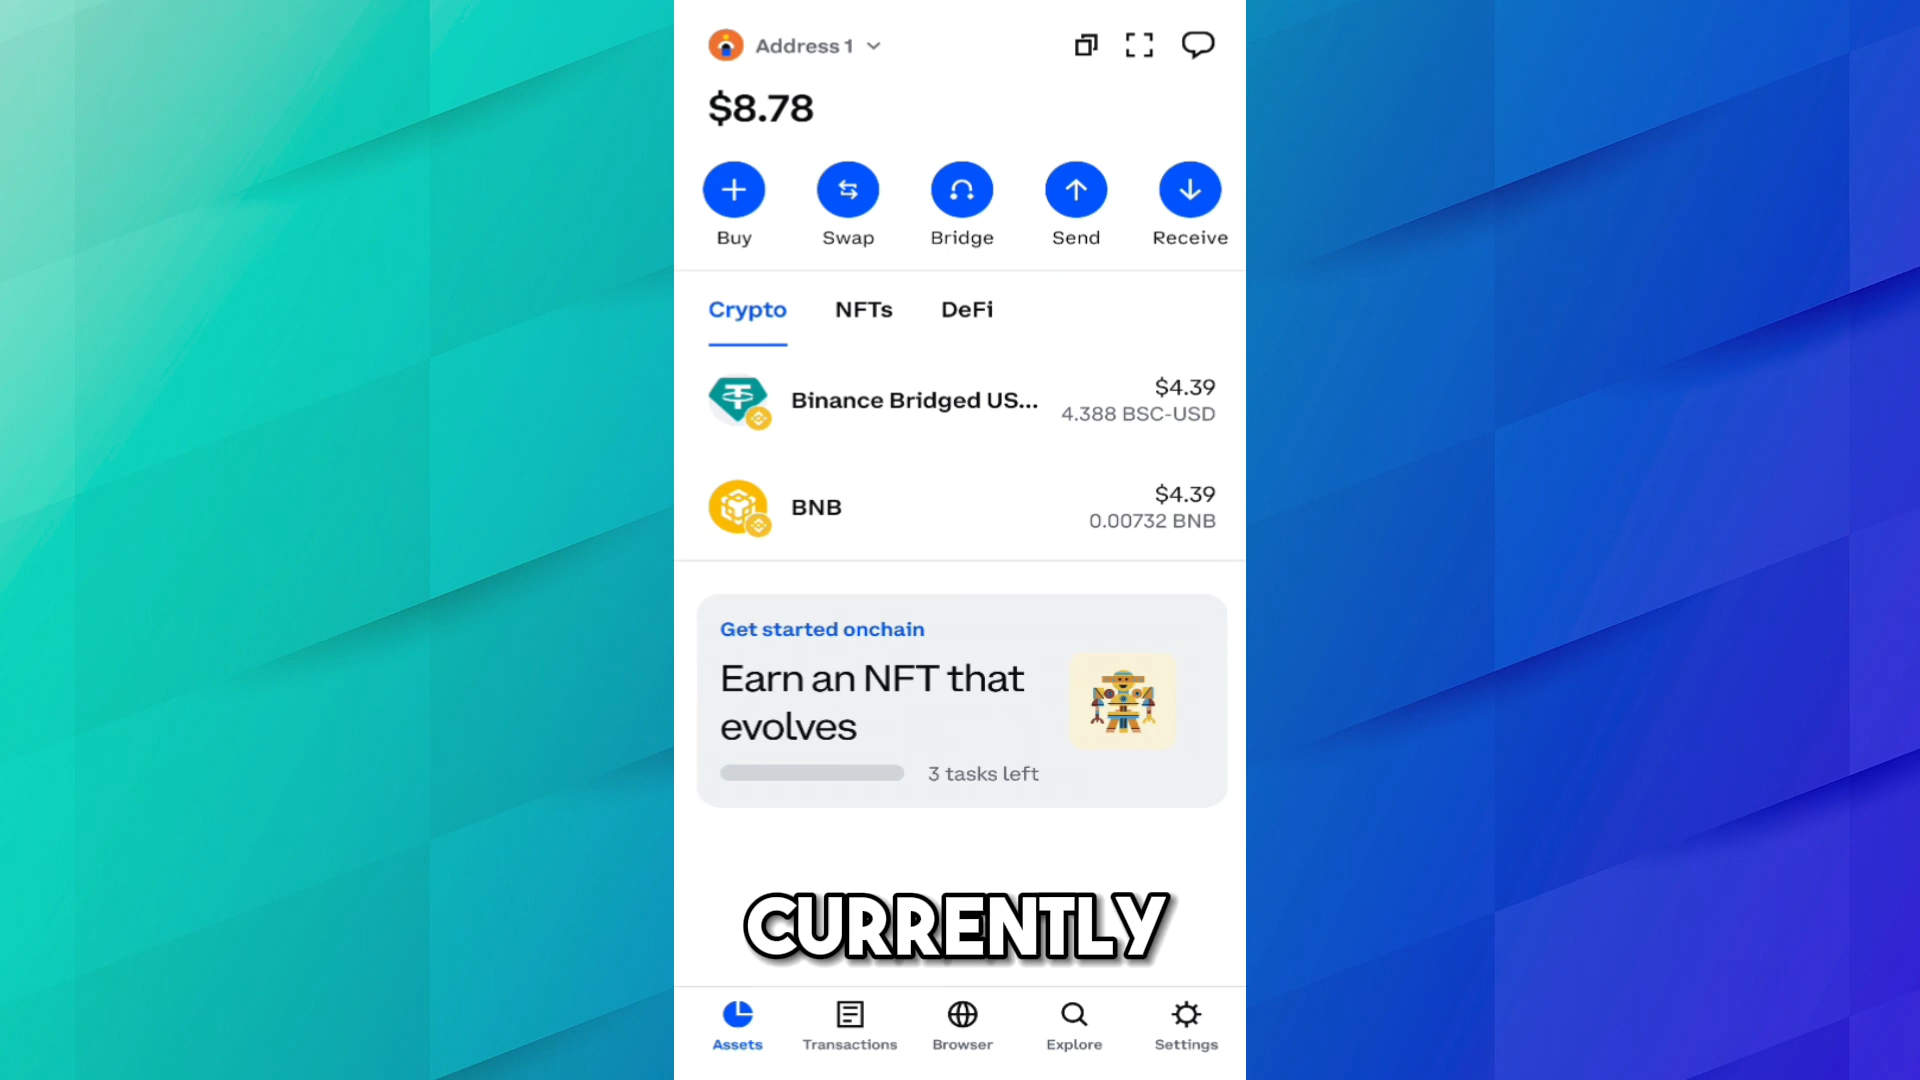 Address 1
$8.78
Buy
Swap
Bridge
Send
Receive
Crypto
NFTs
DeFi
Binance Bridged US...
$4.39
4.388 BSC-USD
BNB
$4.39
0.00732 BNB
Get started onchain
Earn an NFT that
evolves
3 tasks left
CURRENTLY
Assets
Transactions
Browser
Explore
Settings